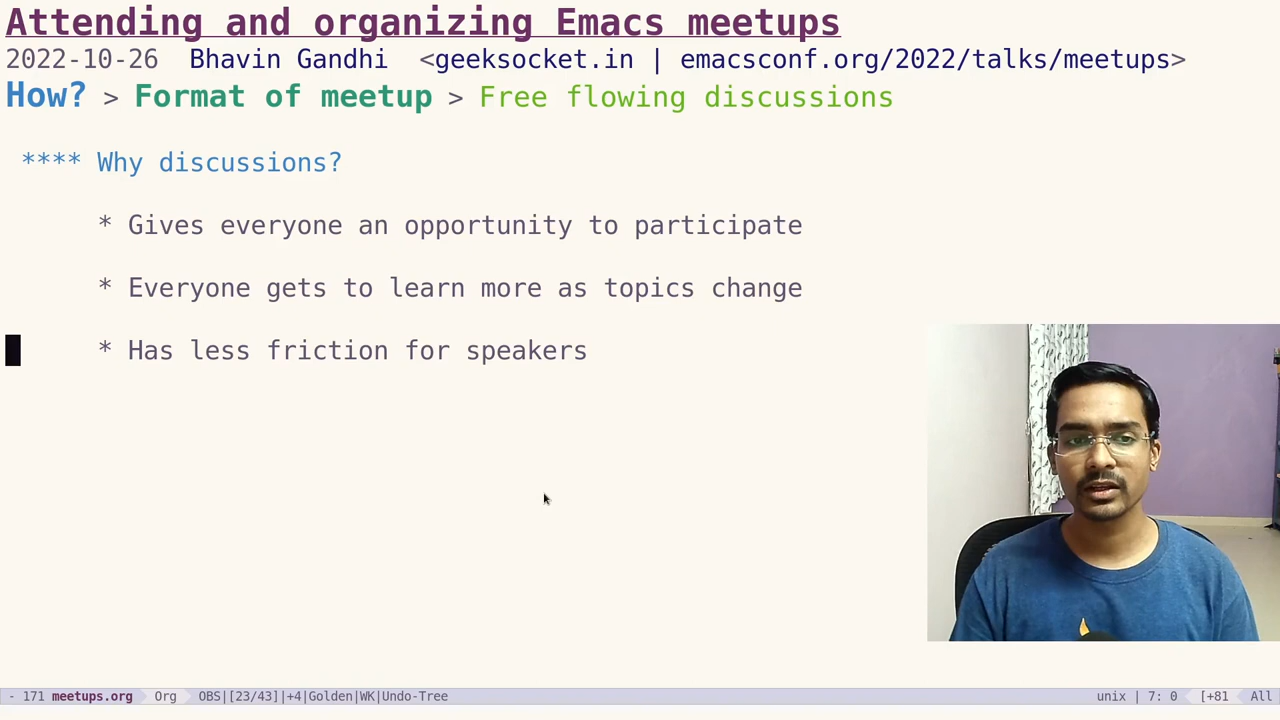 Attending and organizing Emacs meetups
2022-10-26  Bhavin Gandhi  <geeksocket.in | emacsconf.org/2022/talks/meetups>
How? > Format of meetup > Free flowing discussions
**** Why discussions?
* Gives everyone an opportunity to participate
* Everyone gets to learn more as topics change
* Has less friction for speakers
- 171 meetups.org  Org  OBS|[23/43]|+4|Golden|WK|Undo-Tree  unix | 7: 0  [+81  All